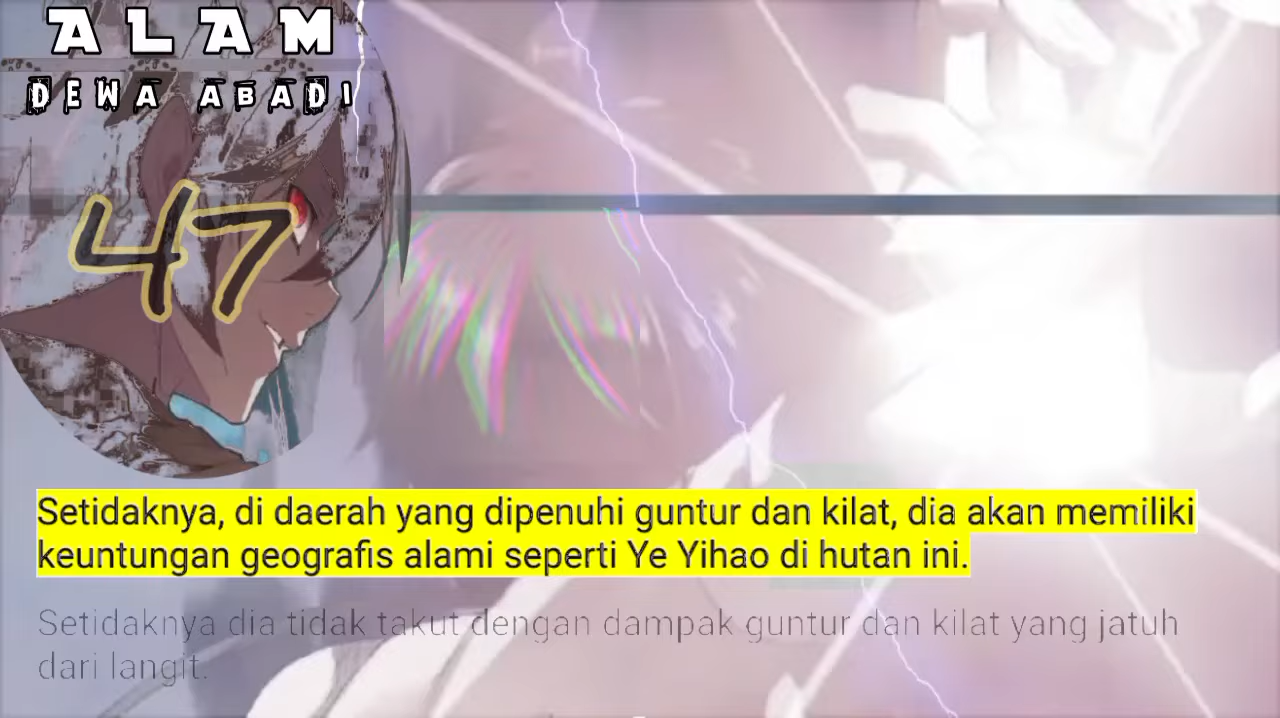 ALAM
DEWA ABADI
47
Setidaknya, di daerah yang dipenuhi guntur dan kilat, dia akan memiliki
keuntungan geografis alami seperti Ye Yihao di hutan ini.
Setidaknya dia tidak takut dengan dampak guntur dan kilat yang jatuh
dari langit.